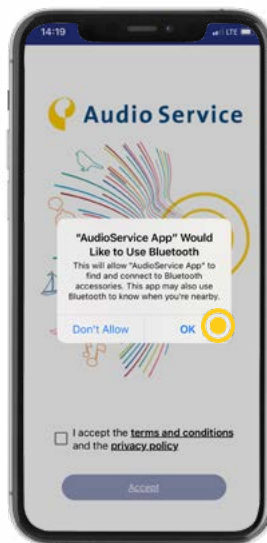 14:19
LTE
Audio Service
"AudioService App" Would
Like to Use Bluetooth
This will allow "AudioService App" to
find and connect to Bluetooth
accessories. This app may also use
Bluetooth to know when you're nearby.
Don't Allow
OK
I accept the terms and conditions
and the privacy policy
Accept